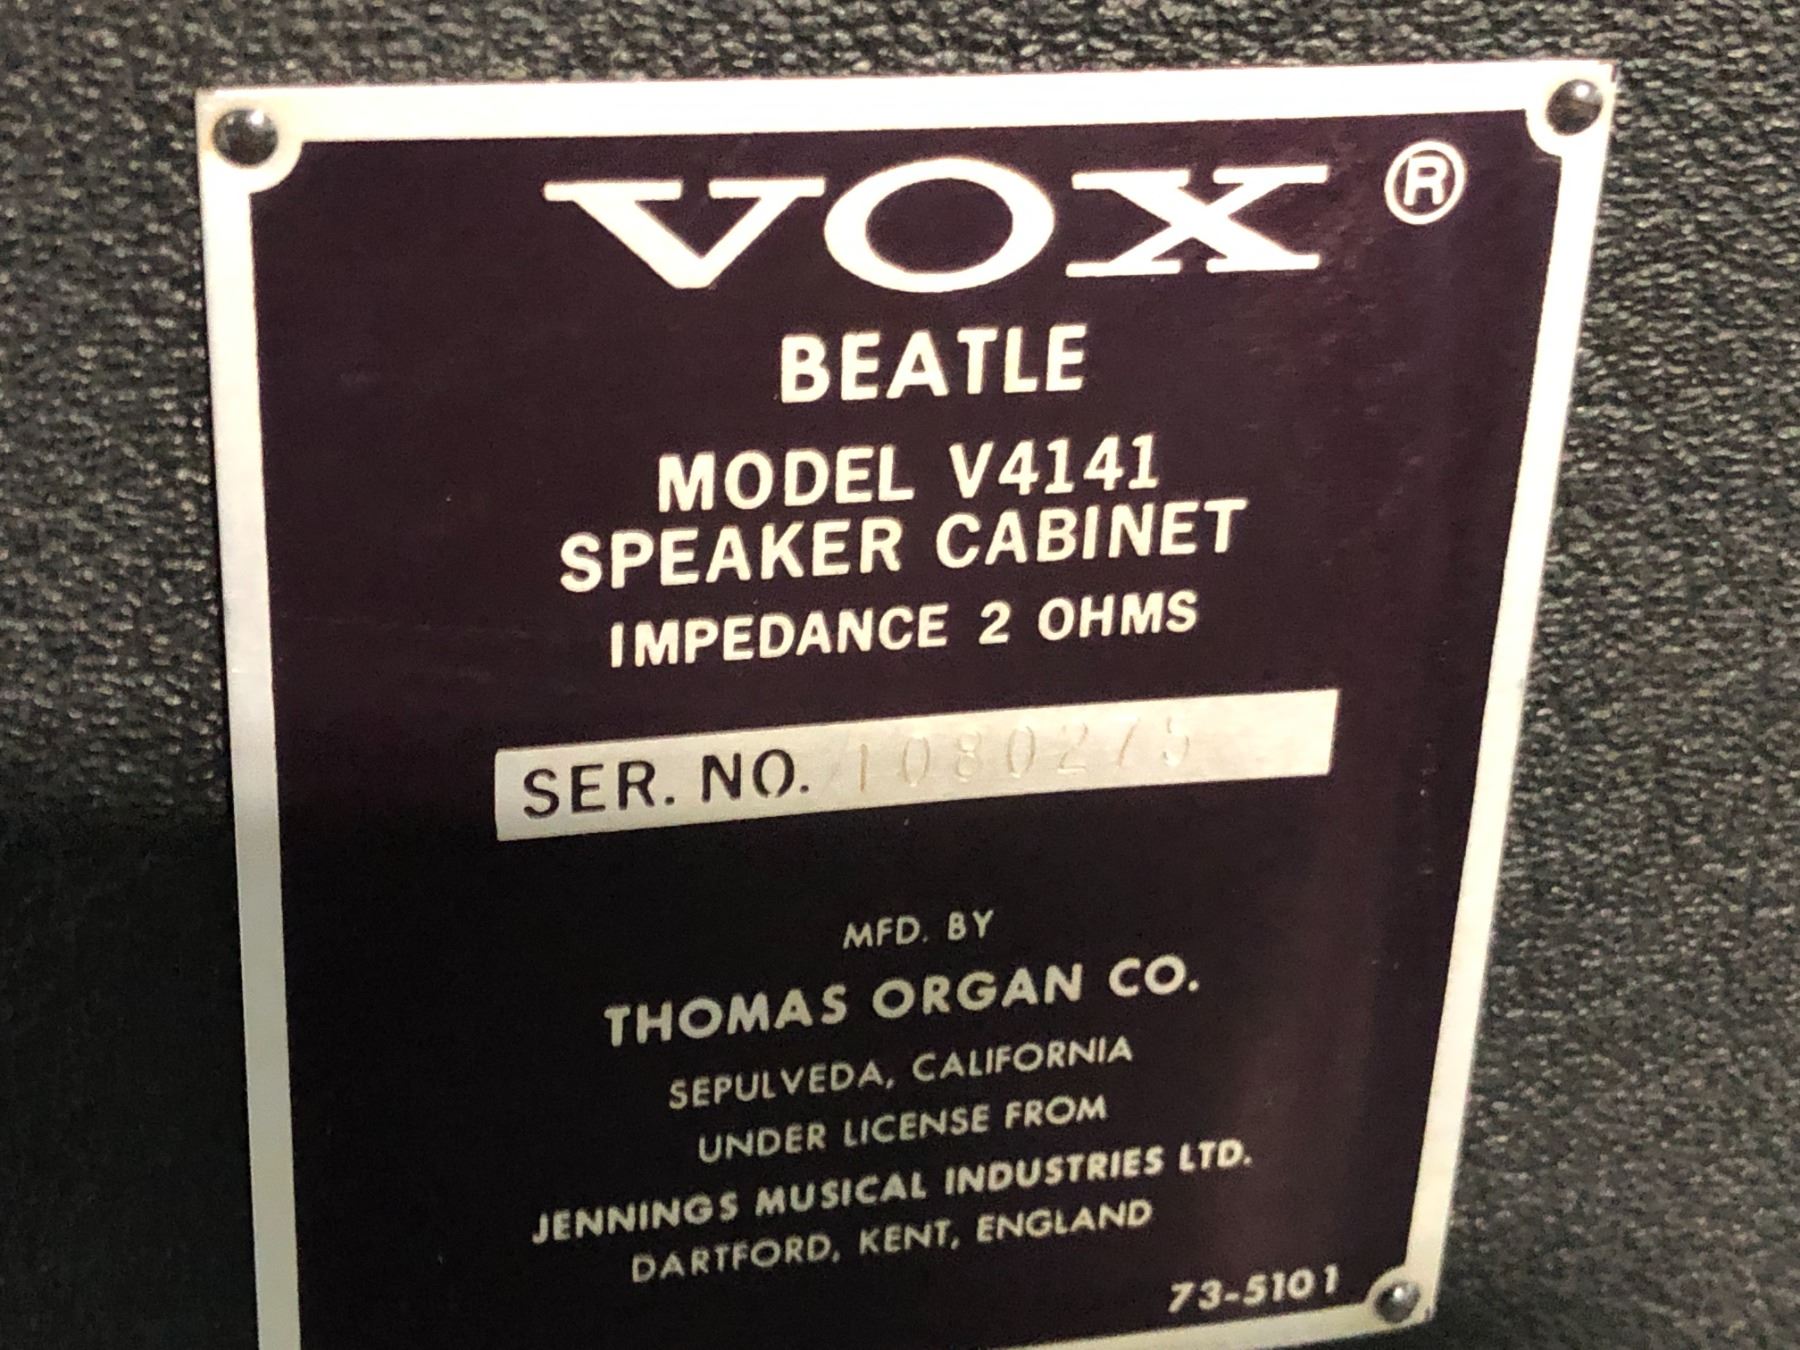 VOX ®
BEATLE
MODEL V4141
SPEAKER CABINET
IMPEDANCE 2 OHMS
SER. NO. 1080275
MFD. BY
THOMAS ORGAN CO.
SEPULVEDA, CALIFORNIA
UNDER LICENSE FROM
JENNINGS MUSICAL INDUSTRIES LTD.
DARTFORD, KENT, ENGLAND
73-5101